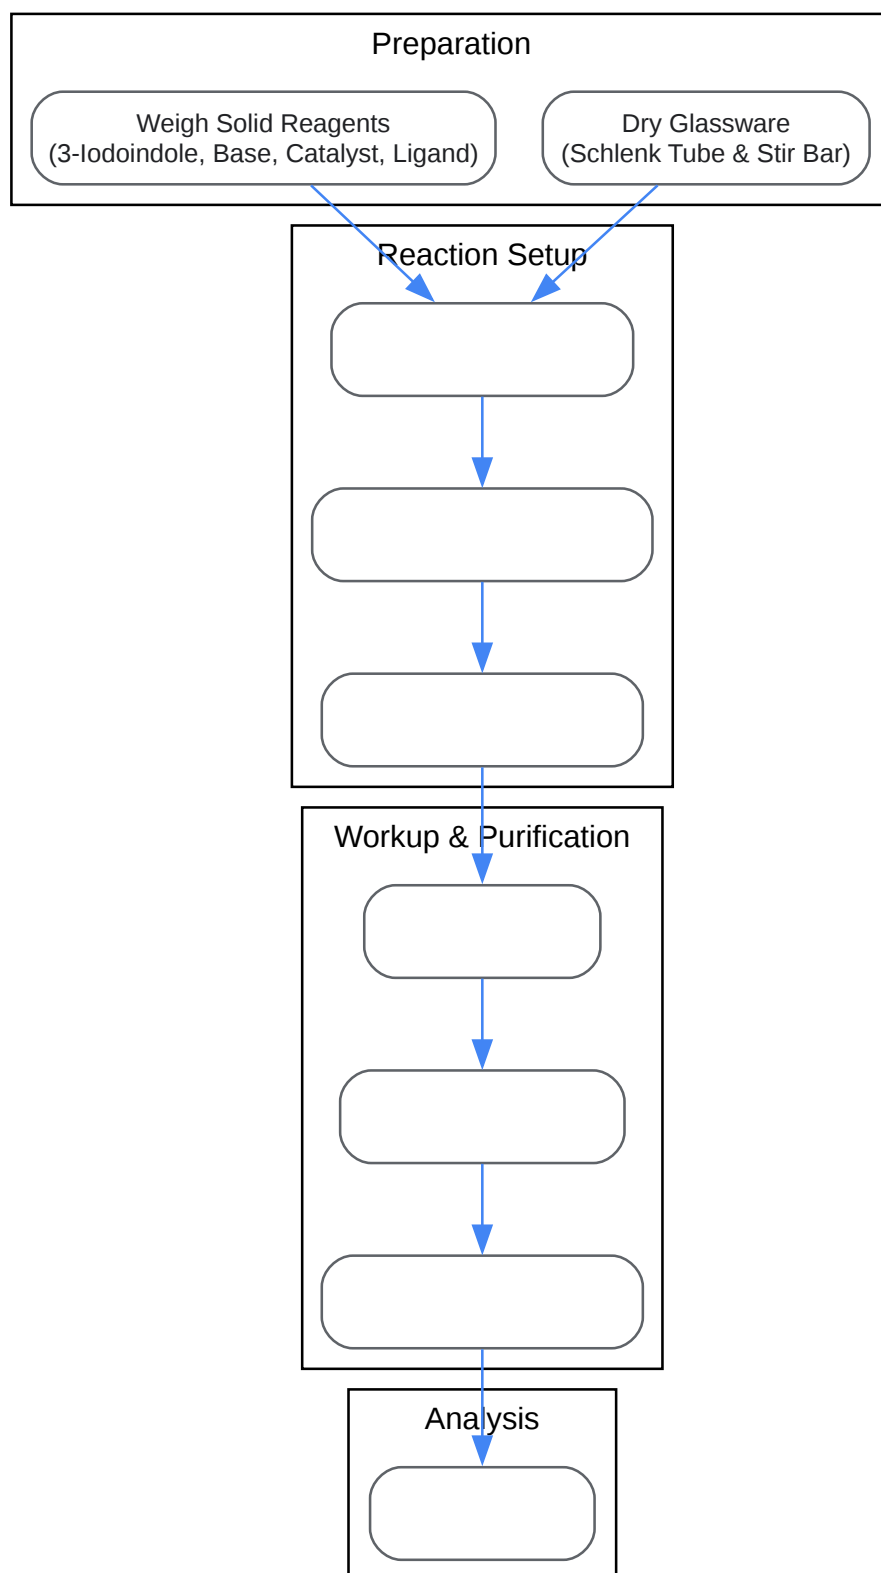 Preparation
Weigh Solid Reagents
(3-Iodoindole, Base, Catalyst, Ligand)
Dry Glassware
(Schlenk Tube & Stir Bar)
Reaction Setup
Workup & Purification
Analysis